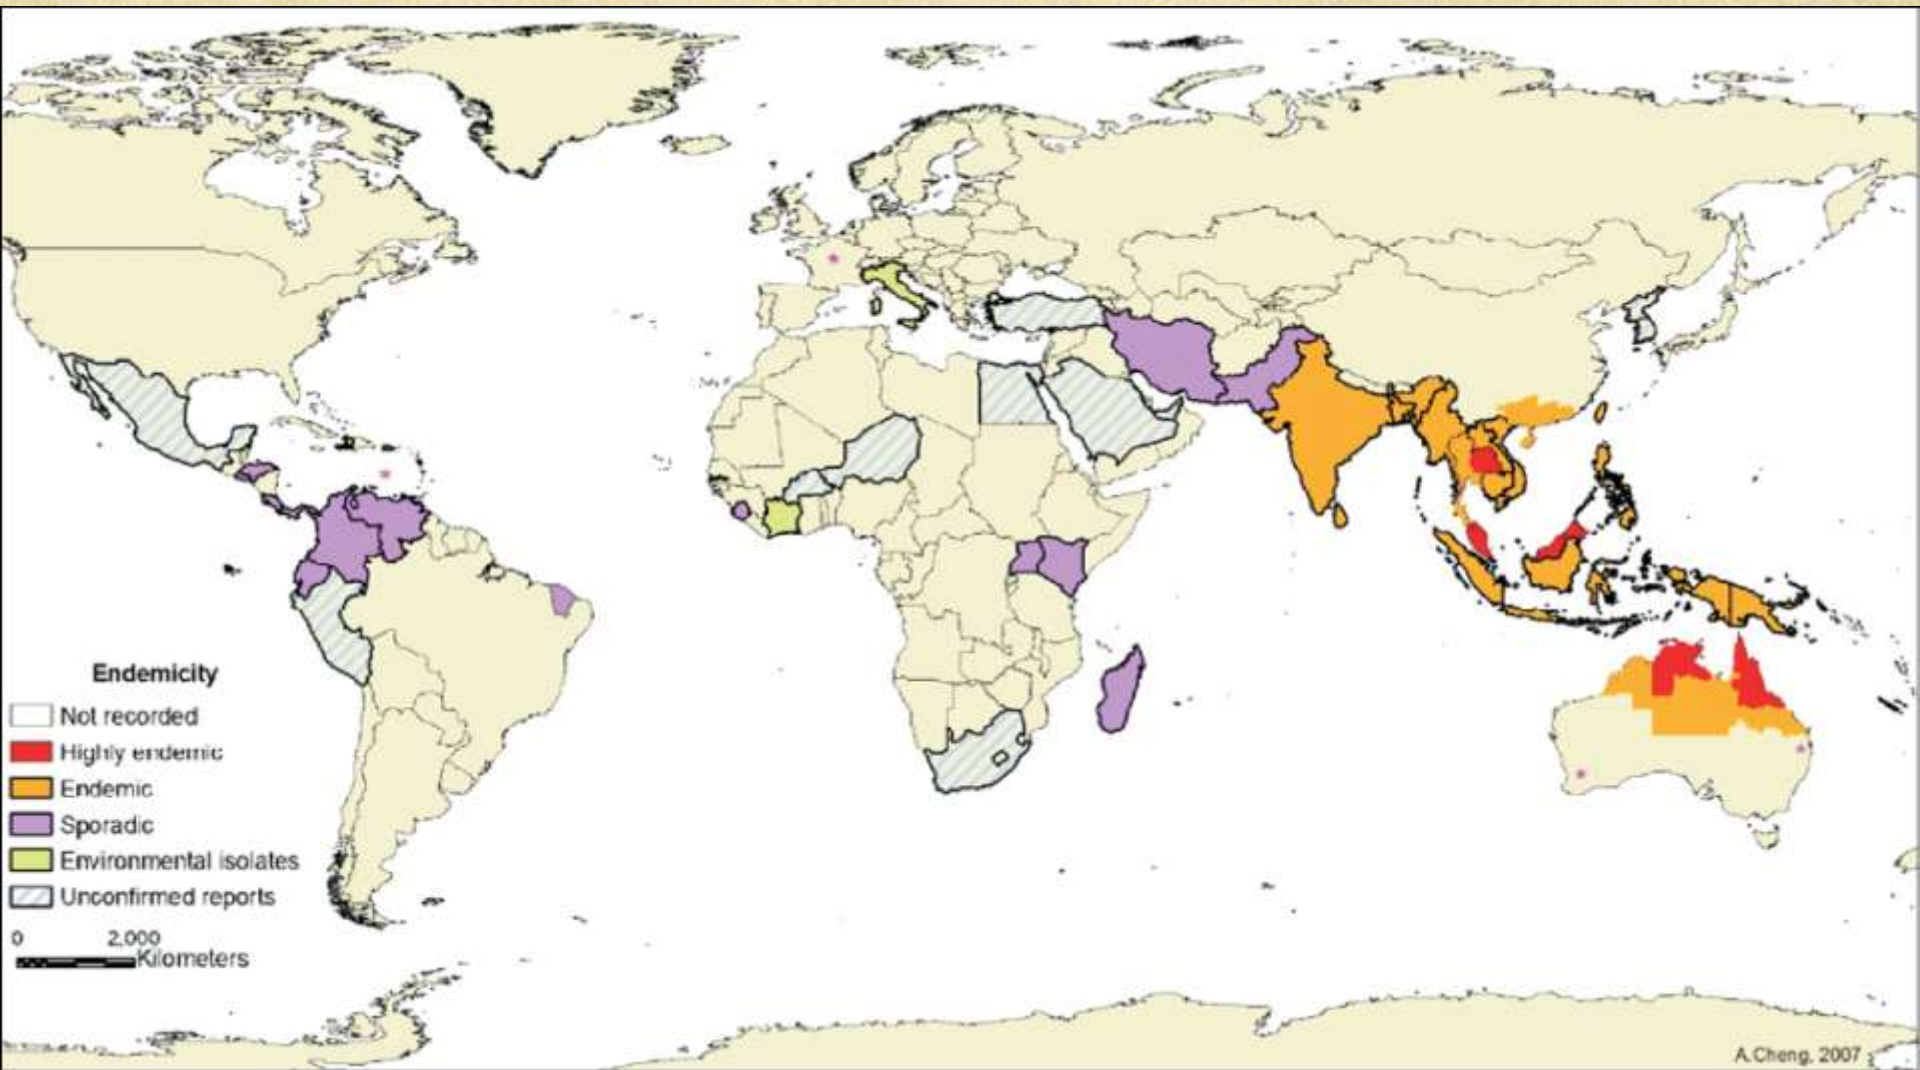 Endemicity
Not recorded
Highly endemic
Endemic
Sporadic
Environmental isolates
Unconfirmed reports
0 2,000
Kilometers
A.Cheng, 2007